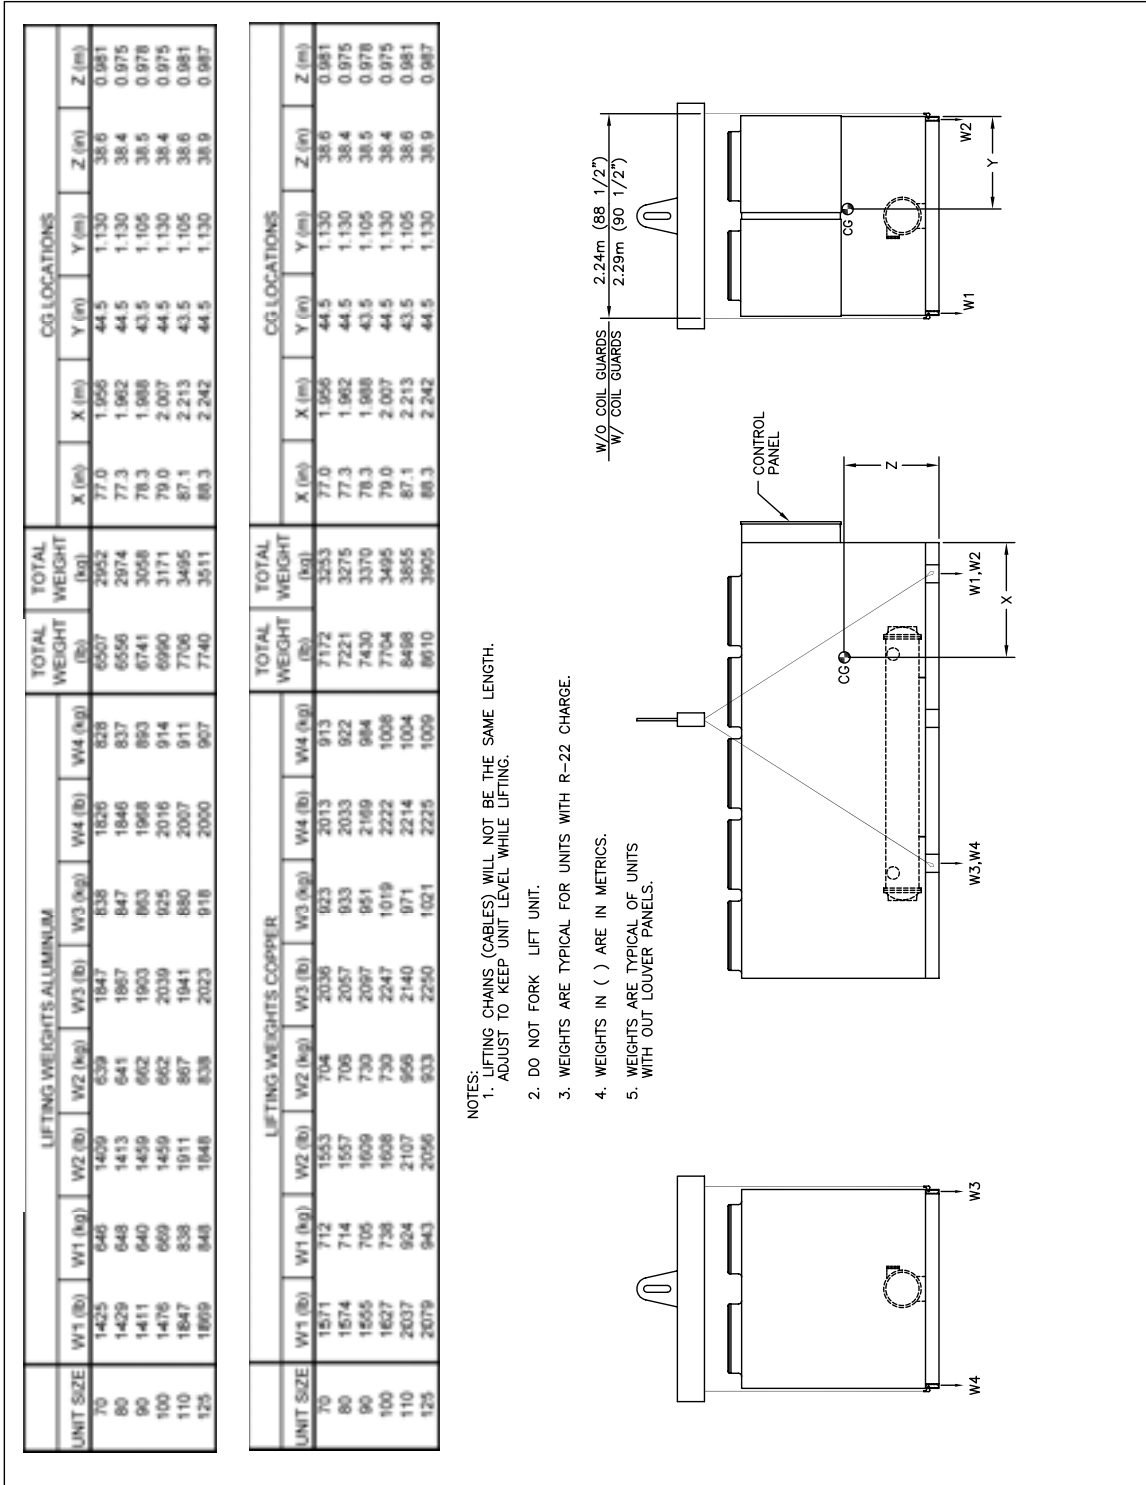 LIFTING WEIGHTS ALUMINUM TOTAL WEIGHT TOTAL WEIGHT CG LOCATIONS
UNIT SIZE W1 (lb) W1 (kg) W2 (lb) W2 (kg) W3 (lb) W3 (kg) W4 (lb) W4 (kg) (lb) (kg) X (in) X (m) Y (in) Y (m) Z (in) Z (m)
70 1425 646 1409 639 1847 838 1826 828 6507 2952 77.0 1.956 44.5 1.130 38.6 0.981
80 1429 648 1413 641 1867 847 1846 837 6556 2974 77.3 1.962 44.5 1.130 38.4 0.975
90 1411 640 1459 662 1903 863 1968 893 6741 3058 78.3 1.988 43.5 1.105 38.5 0.978
100 1476 669 1459 662 2039 925 2016 914 6990 3171 79.0 2.007 44.5 1.130 38.4 0.975
110 1847 838 1911 867 1941 880 2007 911 7706 3495 87.1 2.213 43.5 1.105 38.6 0.981
125 1869 848 1848 838 2023 918 2000 907 7740 3511 88.3 2.242 44.5 1.130 38.9 0.987
LIFTING WEIGHTS COPPER TOTAL WEIGHT TOTAL WEIGHT CG LOCATIONS
UNIT SIZE W1 (lb) W1 (kg) W2 (lb) W2 (kg) W3 (lb) W3 (kg) W4 (lb) W4 (kg) (lb) (kg) X (in) X (m) Y (in) Y (m) Z (in) Z (m)
70 1571 712 1553 704 2036 923 2013 913 7172 3253 77.0 1.956 44.5 1.130 38.6 0.981
80 1574 714 1557 706 2057 933 2033 922 7221 3275 77.3 1.962 44.5 1.130 38.4 0.975
90 1555 705 1609 730 2097 951 2169 984 7430 3370 78.3 1.988 43.5 1.105 38.5 0.978
100 1627 738 1608 730 2247 1019 2222 1008 7704 3495 79.0 2.007 44.5 1.130 38.4 0.975
110 2037 924 2107 956 2140 971 2214 1004 8498 3855 87.1 2.213 43.5 1.105 38.6 0.981
125 2079 943 2056 933 2250 1021 2225 1009 8610 3905 88.3 2.242 44.5 1.130 38.9 0.987
NOTES:
1. LIFTING CHAINS (CABLES) WILL NOT BE THE SAME LENGTH.
ADJUST TO KEEP UNIT LEVEL WHILE LIFTING.
2. DO NOT FORK LIFT UNIT.
3. WEIGHTS ARE TYPICAL FOR UNITS WITH R-22 CHARGE.
4. WEIGHTS IN ( ) ARE IN METRICS.
5. WEIGHTS ARE TYPICAL OF UNITS
WITH OUT LOUVER PANELS.
W4
W3
CONTROL
PANEL
CG
Z
W3,W4
W1,W2
X
W/O COIL GUARDS 2.24m (88 1/2")
W/ COIL GUARDS 2.29m (90 1/2")
CG
W1
W2
Y